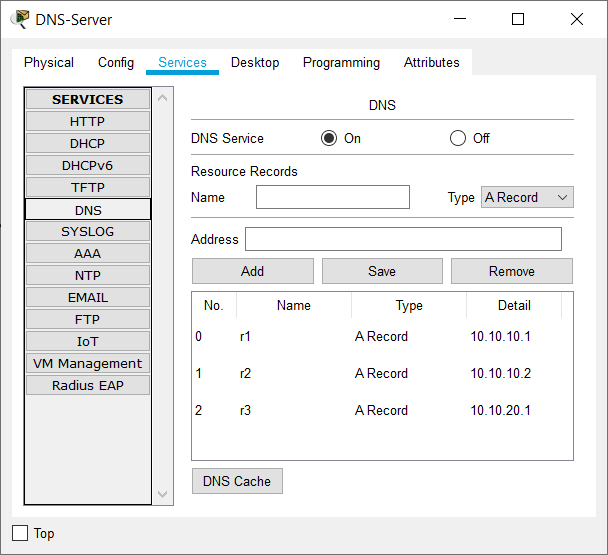 DNS-Server
Physical Config Services Desktop Programming Attributes
SERVICES
HTTP
DHCP
DHCPv6
TFTP
DNS
SYSLOG
AAA
NTP
EMAIL
FTP
IoT
VM Management
Radius EAP
DNS
DNS Service On Off
Resource Records
Name Type A Record
Address
Add Save Remove
No. Name Type Detail
0 r1 A Record 10.10.10.1
1 r2 A Record 10.10.10.2
2 r3 A Record 10.10.20.1
DNS Cache
Top